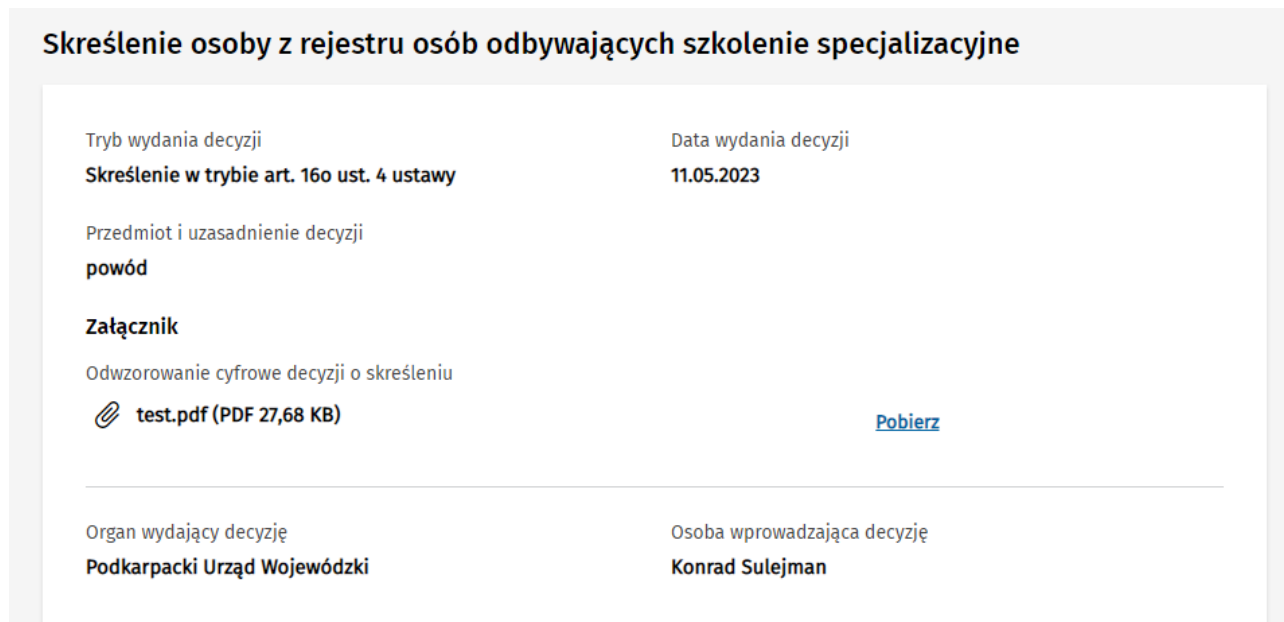 Skreślenie osoby z rejestru osób odbywających szkolenie specjalizacyjne
Tryb wydania decyzji
Skreślenie w trybie art. 16o ust. 4 ustawy
Data wydania decyzji
11.05.2023
Przedmiot i uzasadnienie decyzji
powód
Załącznik
Odwzorowanie cyfrowe decyzji o skreśleniu
test.pdf (PDF 27,68 KB)
Pobierz
Organ wydający decyzję
Podkarpacki Urząd Wojewódzki
Osoba wprowadzająca decyzję
Konrad Sulejman